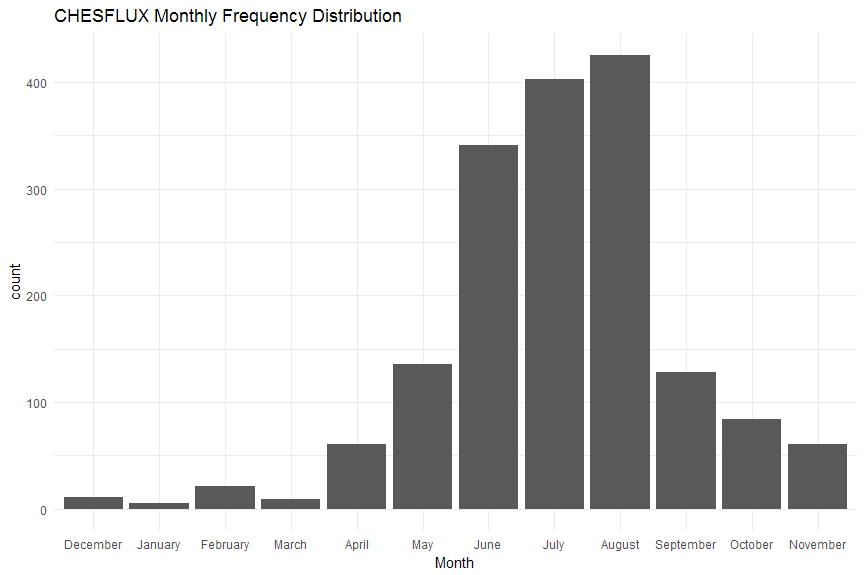 CHESFLUX Monthly Frequency Distribution
count
400
300
200
100
0
December January February March April May June July August September October November
Month